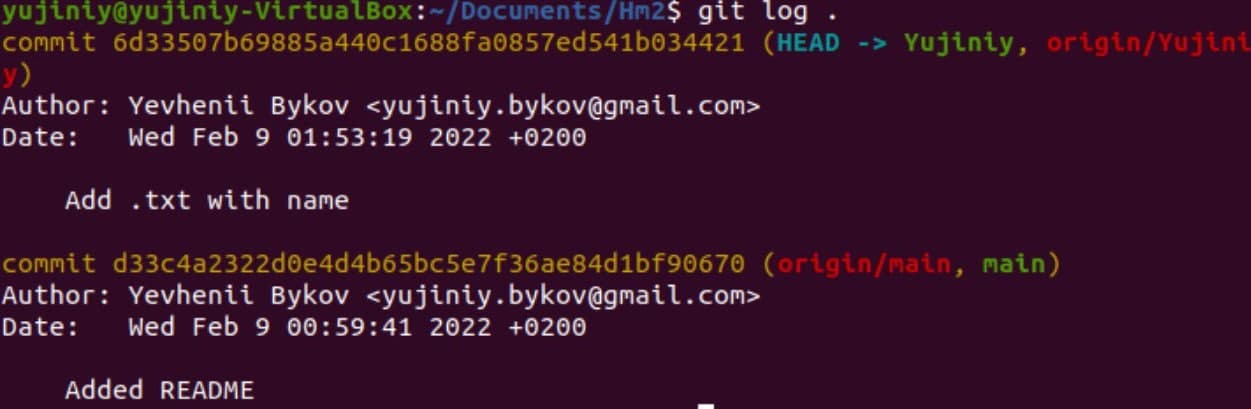 yujiniy@yujiniy-VirtualBox:~/Documents/Hm2$ git log .
commit 6d33507b69885a440c1688fa0857ed541b034421 (HEAD -> Yujiniy, origin/Yujini
y)
Author: Yevhenii Bykov <yujiniy.bykov@gmail.com>
Date:   Wed Feb 9 01:53:19 2022 +0200
    Add .txt with name
commit d33c4a2322d0e4d4b65bc5e7f36ae84d1bf90670 (origin/main, main)
Author: Yevhenii Bykov <yujiniy.bykov@gmail.com>
Date:   Wed Feb 9 00:59:41 2022 +0200
    Added README